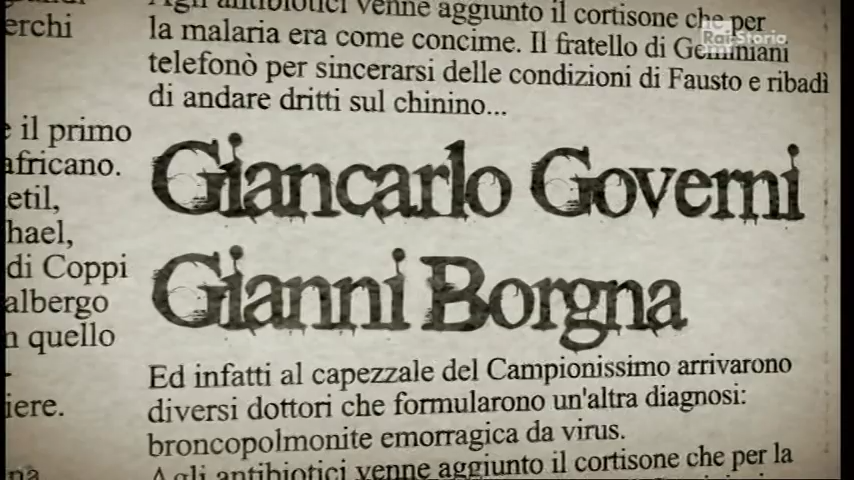 erchi
e il primo
africano.
etil,
hael,
di Coppi
albergo
n quello
iere.
na
Agli antibiotici venne aggiunto il cortisone che per
la malaria era come concime. Il fratello di Geminiani
telefonò per sincerarsi delle condizioni di Fausto e ribadì
di andare dritti sul chinino...
Giancarlo Governi
Gianni Borgna
Ed infatti al capezzale del Campionissimo arrivarono
diversi dottori che formularono un'altra diagnosi:
broncopolmonite emorragica da virus.
Agli antibiotici venne aggiunto il cortisone che per la
Rai Storia